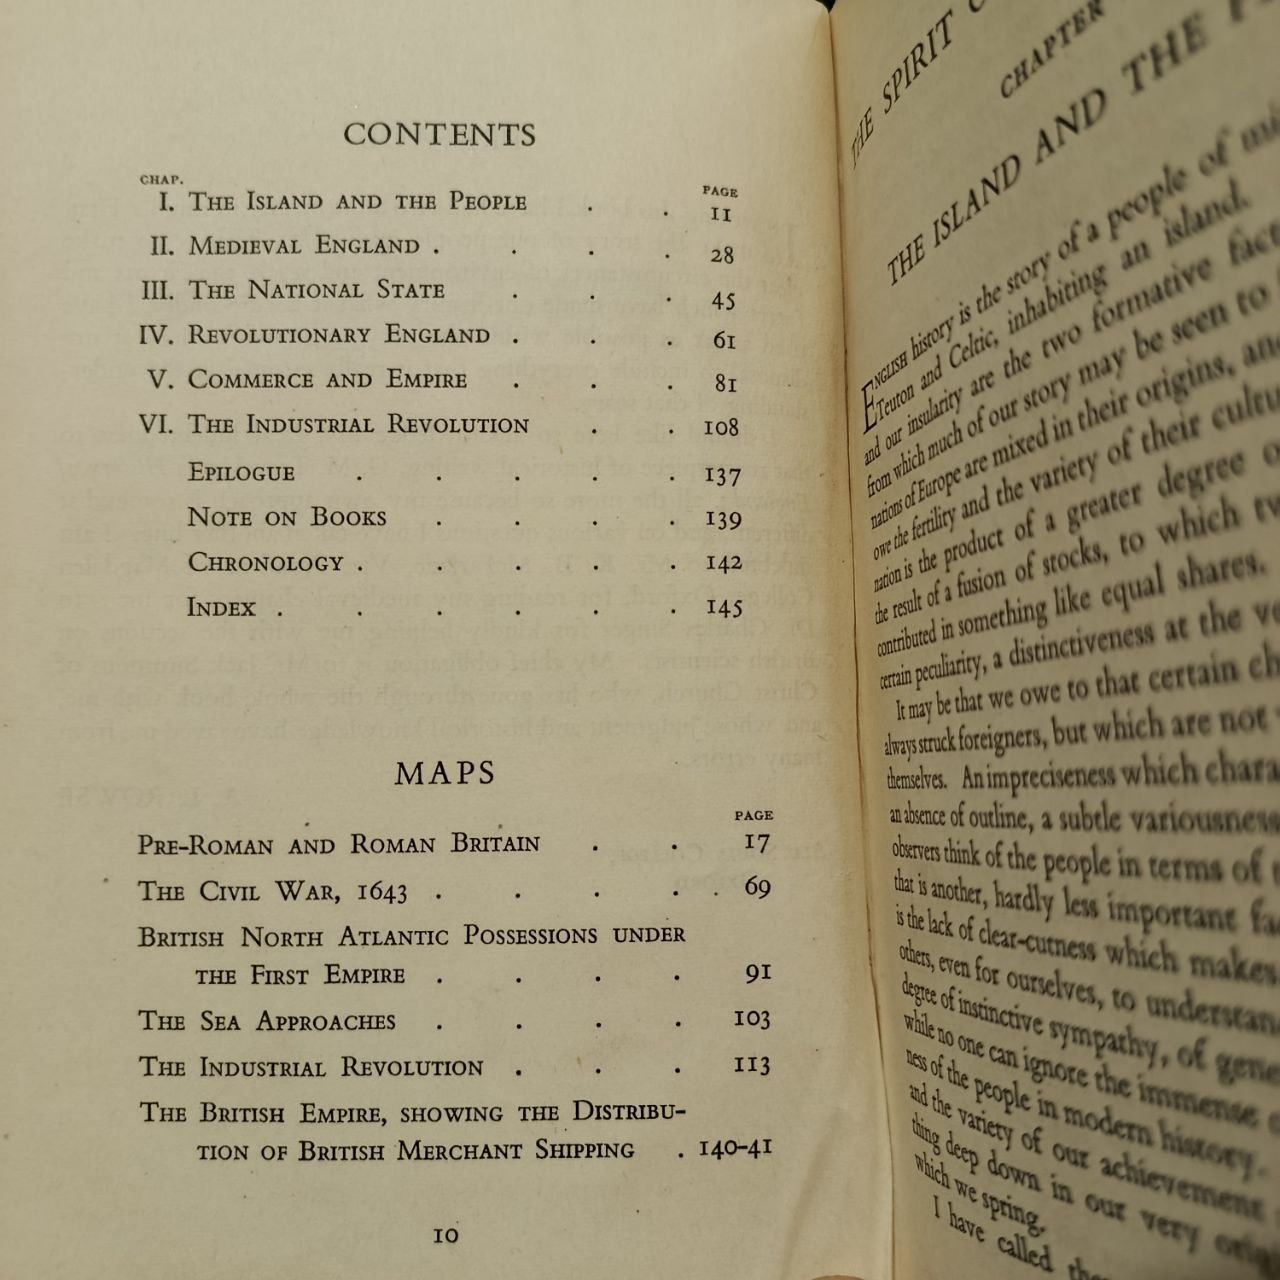 CONTENTS
CHAP. PAGE
I. THE ISLAND AND THE PEOPLE . . 11
II. MEDIEVAL ENGLAND . . . . 28
III. THE NATIONAL STATE . . . 45
IV. REVOLUTIONARY ENGLAND . . . 61
V. COMMERCE AND EMPIRE . . . 81
VI. THE INDUSTRIAL REVOLUTION . . 108
EPILOGUE . . . . . 137
NOTE ON BOOKS . . . . 139
CHRONOLOGY . . . . . 142
INDEX . . . . . . 145
MAPS
PAGE
PRE-ROMAN AND ROMAN BRITAIN . . 17
THE CIVIL WAR, 1643 . . . . . 69
BRITISH NORTH ATLANTIC POSSESSIONS UNDER
THE FIRST EMPIRE . . . . 91
THE SEA APPROACHES . . . . 103
THE INDUSTRIAL REVOLUTION . . . 113
THE BRITISH EMPIRE, SHOWING THE DISTRIBU-
TION OF BRITISH MERCHANT SHIPPING . 140-41
10
THE SPIRIT
CHAPTER
THE ISLAND AND THE
ENGLISH history is the story of a people of
Teuton and Celtic, inhabiting an island.
and our insularity are the two formative
from which much of our story may be seen to
nations of Europe are mixed in their origins,
owe the fertility and the variety of their
nation is the product of a greater degree
the result of a fusion of stocks, to which
contributed in something like equal shares.
certain peculiarity, a distinctiveness at the
It may be that we owe to that certain
always struck foreigners, but which are not
themselves. An impreciseness which
an absence of outline, a subtle variousness
observers think of the people in terms of
that is another, hardly less important
is the lack of clear-cutness which makes
others, even for ourselves, to
degree of instinctive sympathy, of
while no one can ignore the immense
ness of the people in modern history.
and the variety of our achievement
thing deep down in our very
which we spring.
I have called